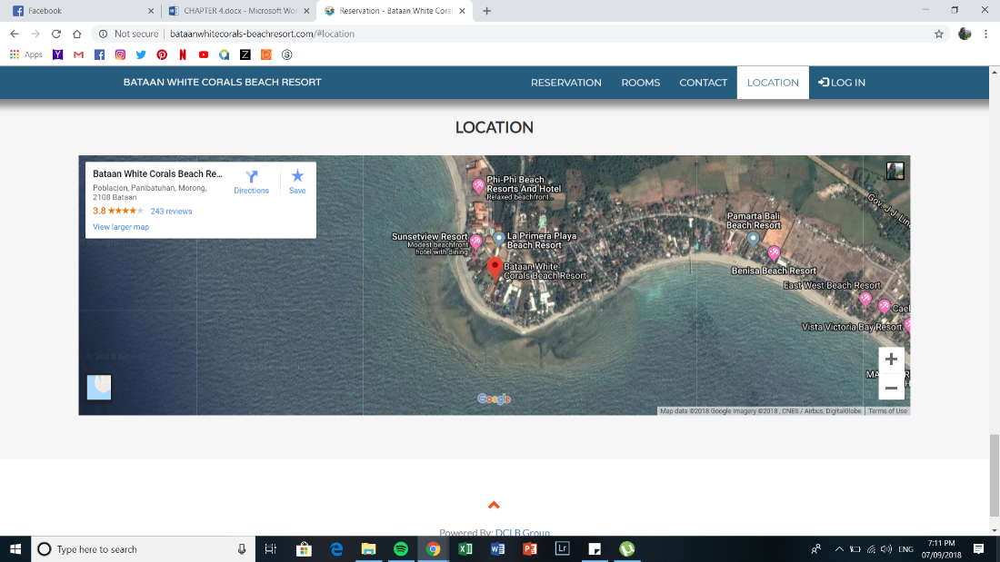 Facebook
CHAPTER 4.docx - Microsoft Wor
Reservation - Bataan White Coral
Not secure | bataanwhitecorals-beachresort.com/#location
Apps
BATAAN WHITE CORALS BEACH RESORT
RESERVATION
ROOMS
CONTACT
LOCATION
LOG IN
LOCATION
Bataan White Corals Beach Re...
Poblacion, Panibatuhan, Morong,
2108 Bataan
3.8
243 reviews
View larger map
Directions
Save
Phi-Phi Beach
Resorts And Hotel
Relaxed beachfront...
Sunsetview Resort
Modest beachfront
hotel with dining
La Primera Playa
Beach Resort
Bataan White
Corals Beach Resort
Pamarta Bali
Beach Resort
Gov. J.J. Lin
Benisa Beach Resort
East West Beach Resort
Cael
Vista Victoria Bay Resort
Google
Map data ©2018 Google Imagery ©2018 , CNES / Airbus, DigitalGlobe
Terms of Use
Powered By: DCLB Group
Type here to search
ENG
7:11 PM
07/09/2018